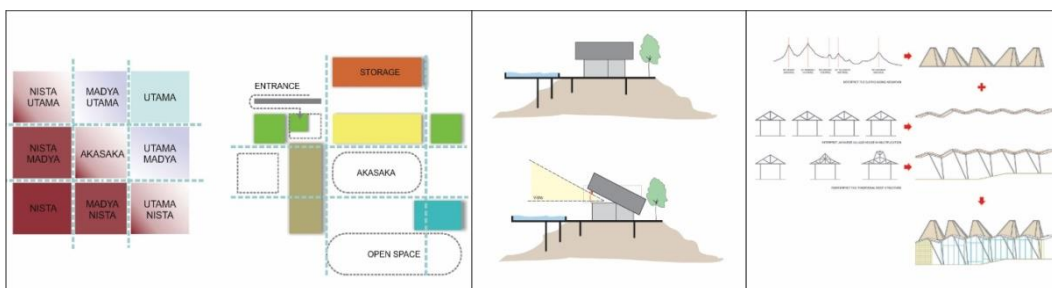 NISTA
UTAMA
MADYA
UTAMA
UTAMA
NISTA
MADYA
AKASAKA
UTAMA
MADYA
NISTA
MADYA
NISTA
UTAMA
NISTA
STORAGE
ENTRANCE
AKASAKA
OPEN SPACE